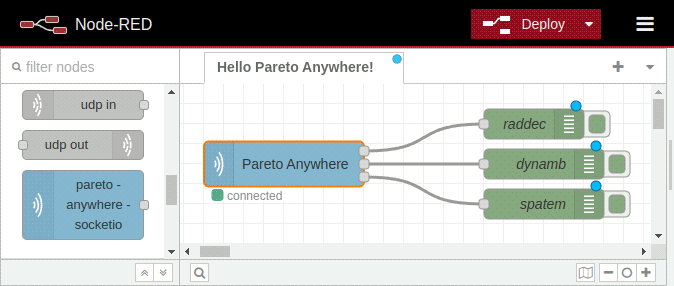 Node-RED
Deploy
filter nodes
Hello Pareto Anywhere!
udp in
udp out
pareto -
anywhere -
socketio
Pareto Anywhere
connected
raddec
dynamb
spatem